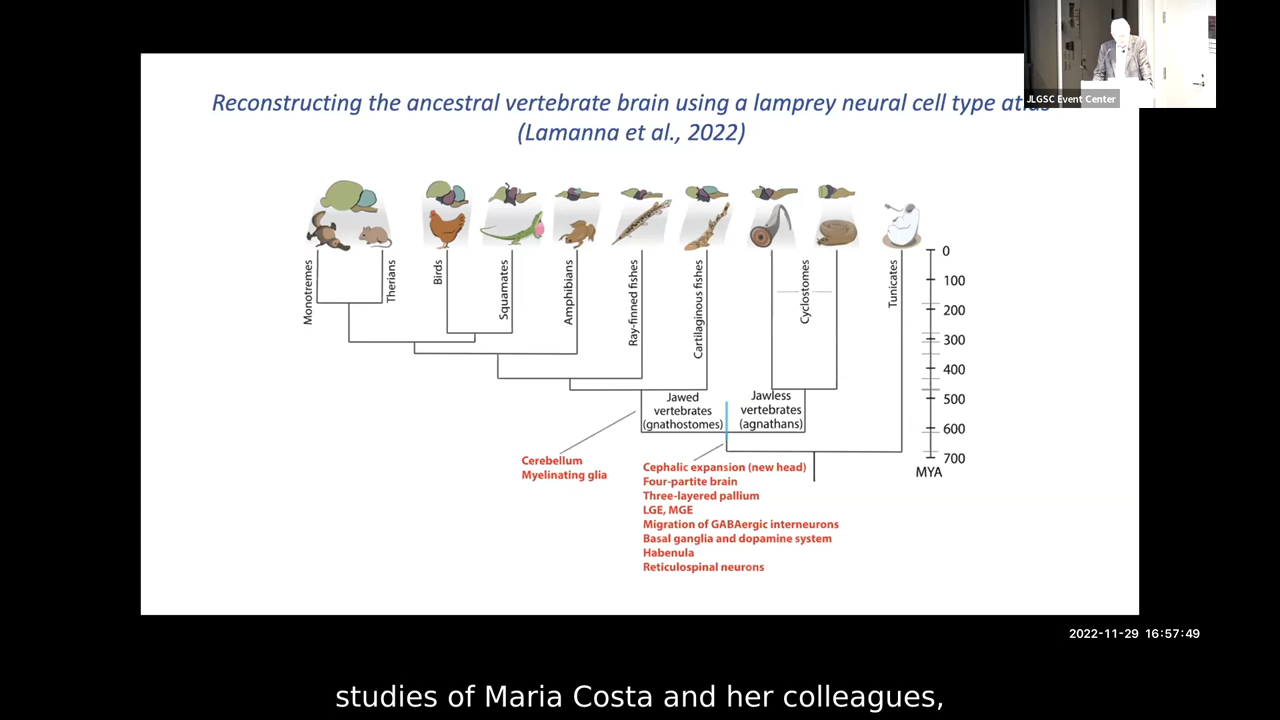 JLGSC Event Center
Reconstructing the ancestral vertebrate brain using a lamprey neural cell type atlas
(Lamanna et al., 2022)
Monotremes
Therians
Birds
Squamates
Amphibians
Ray-finned fishes
Cartilaginous fishes
Cyclostomes
Tunicates
0
100
200
300
400
500
600
700
MYA
Jawed
vertebrates
(gnathostomes)
Jawless
vertebrates
(agnathans)
Cerebellum
Myelinating glia
Cephalic expansion (new head)
Four-partite brain
Three-layered pallium
LGE, MGE
Migration of GABAergic interneurons
Basal ganglia and dopamine system
Habenula
Reticulospinal neurons
2022-11-29 16:57:49
studies of Maria Costa and her colleagues,